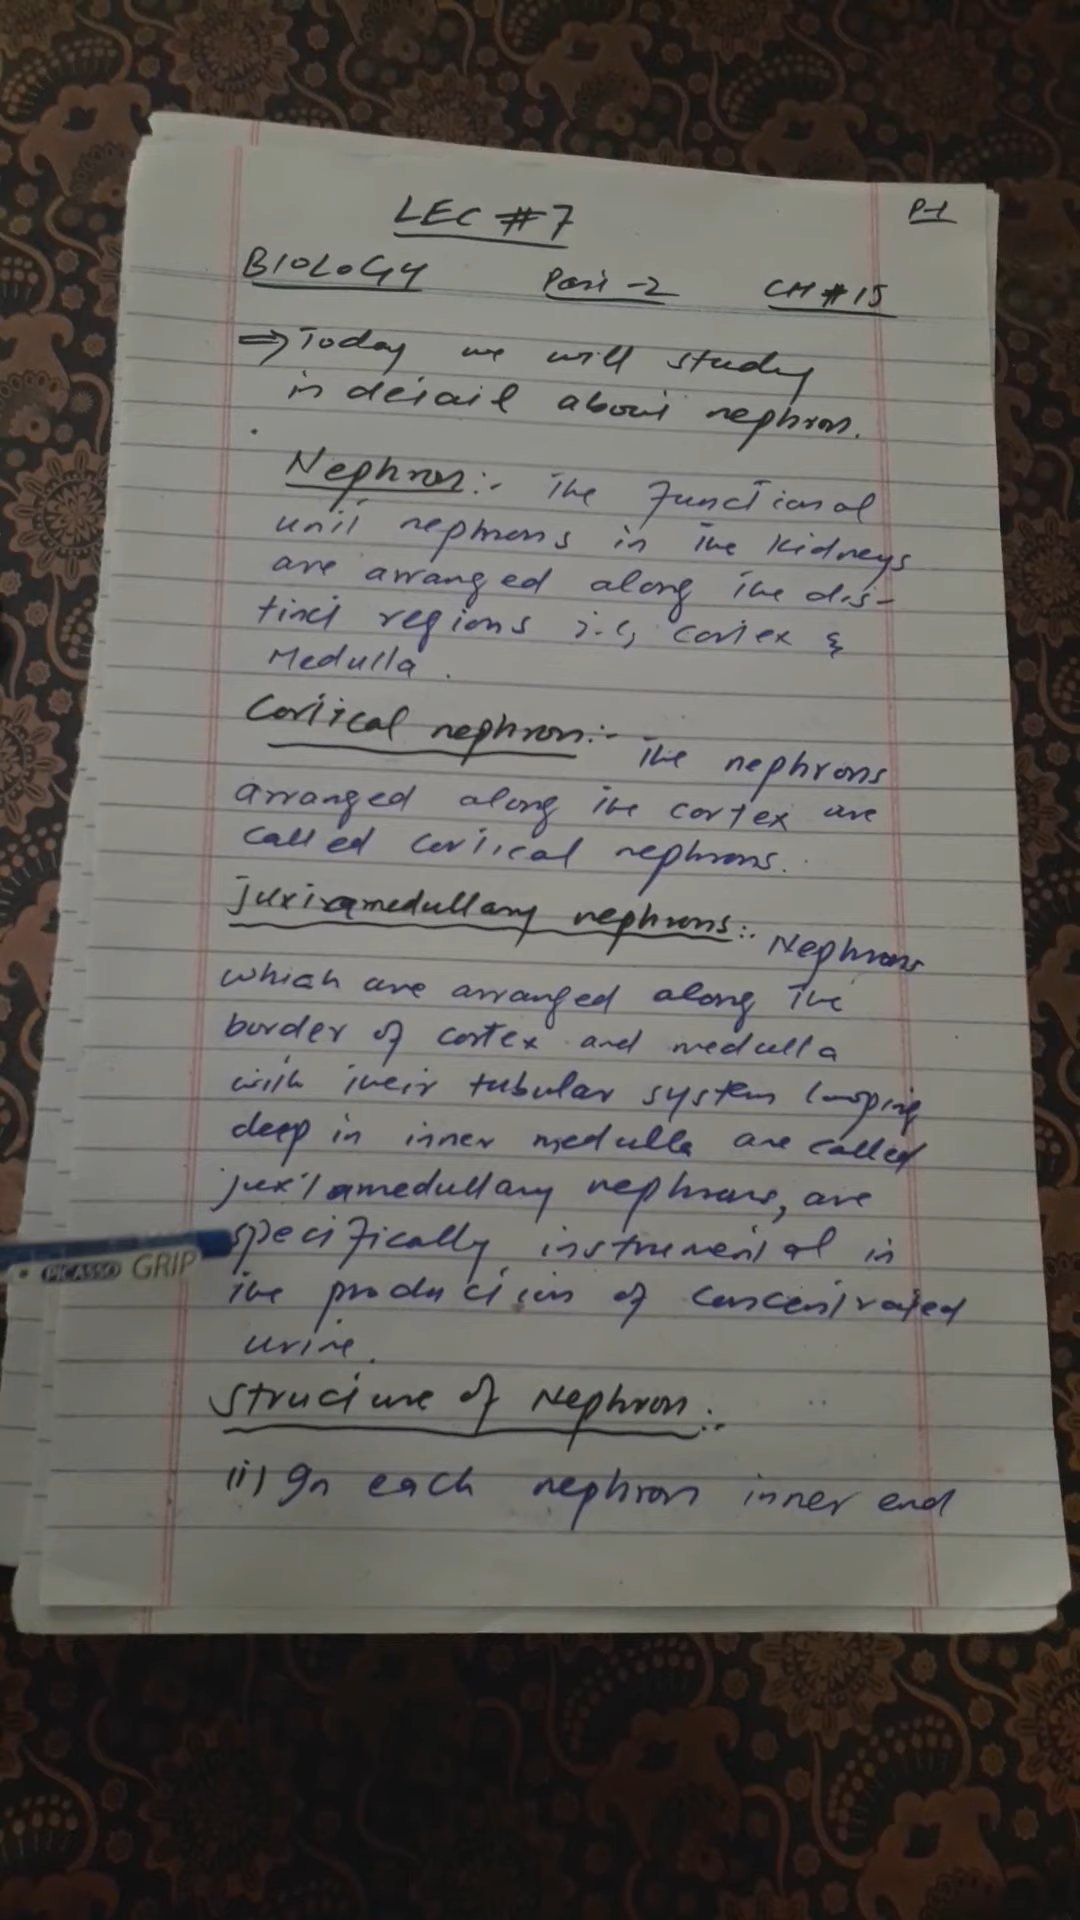 P-1
LEC #7
BIOLOGY Part -2 CH # 15
⇒ Today we will study
in detail about nephron.
Nephron:- The functional
unit nephrons in the kidneys
are arranged along the dis-
tinct regions i.e, cortex &
Medulla.
Cortical nephron:- The nephrons
arranged along the cortex are
called cortical nephrons.
juxtamedullary nephrons:- Nephrons
which are arranged along the
border of cortex and medulla
with their tubular system looping
deep in inner medulla are called
juxtamedullary nephrons, are
specifically instrumental in
the production of concentrated
urine.
Structure of Nephron:-
(i) In each nephron inner end
PICASSO GRIP